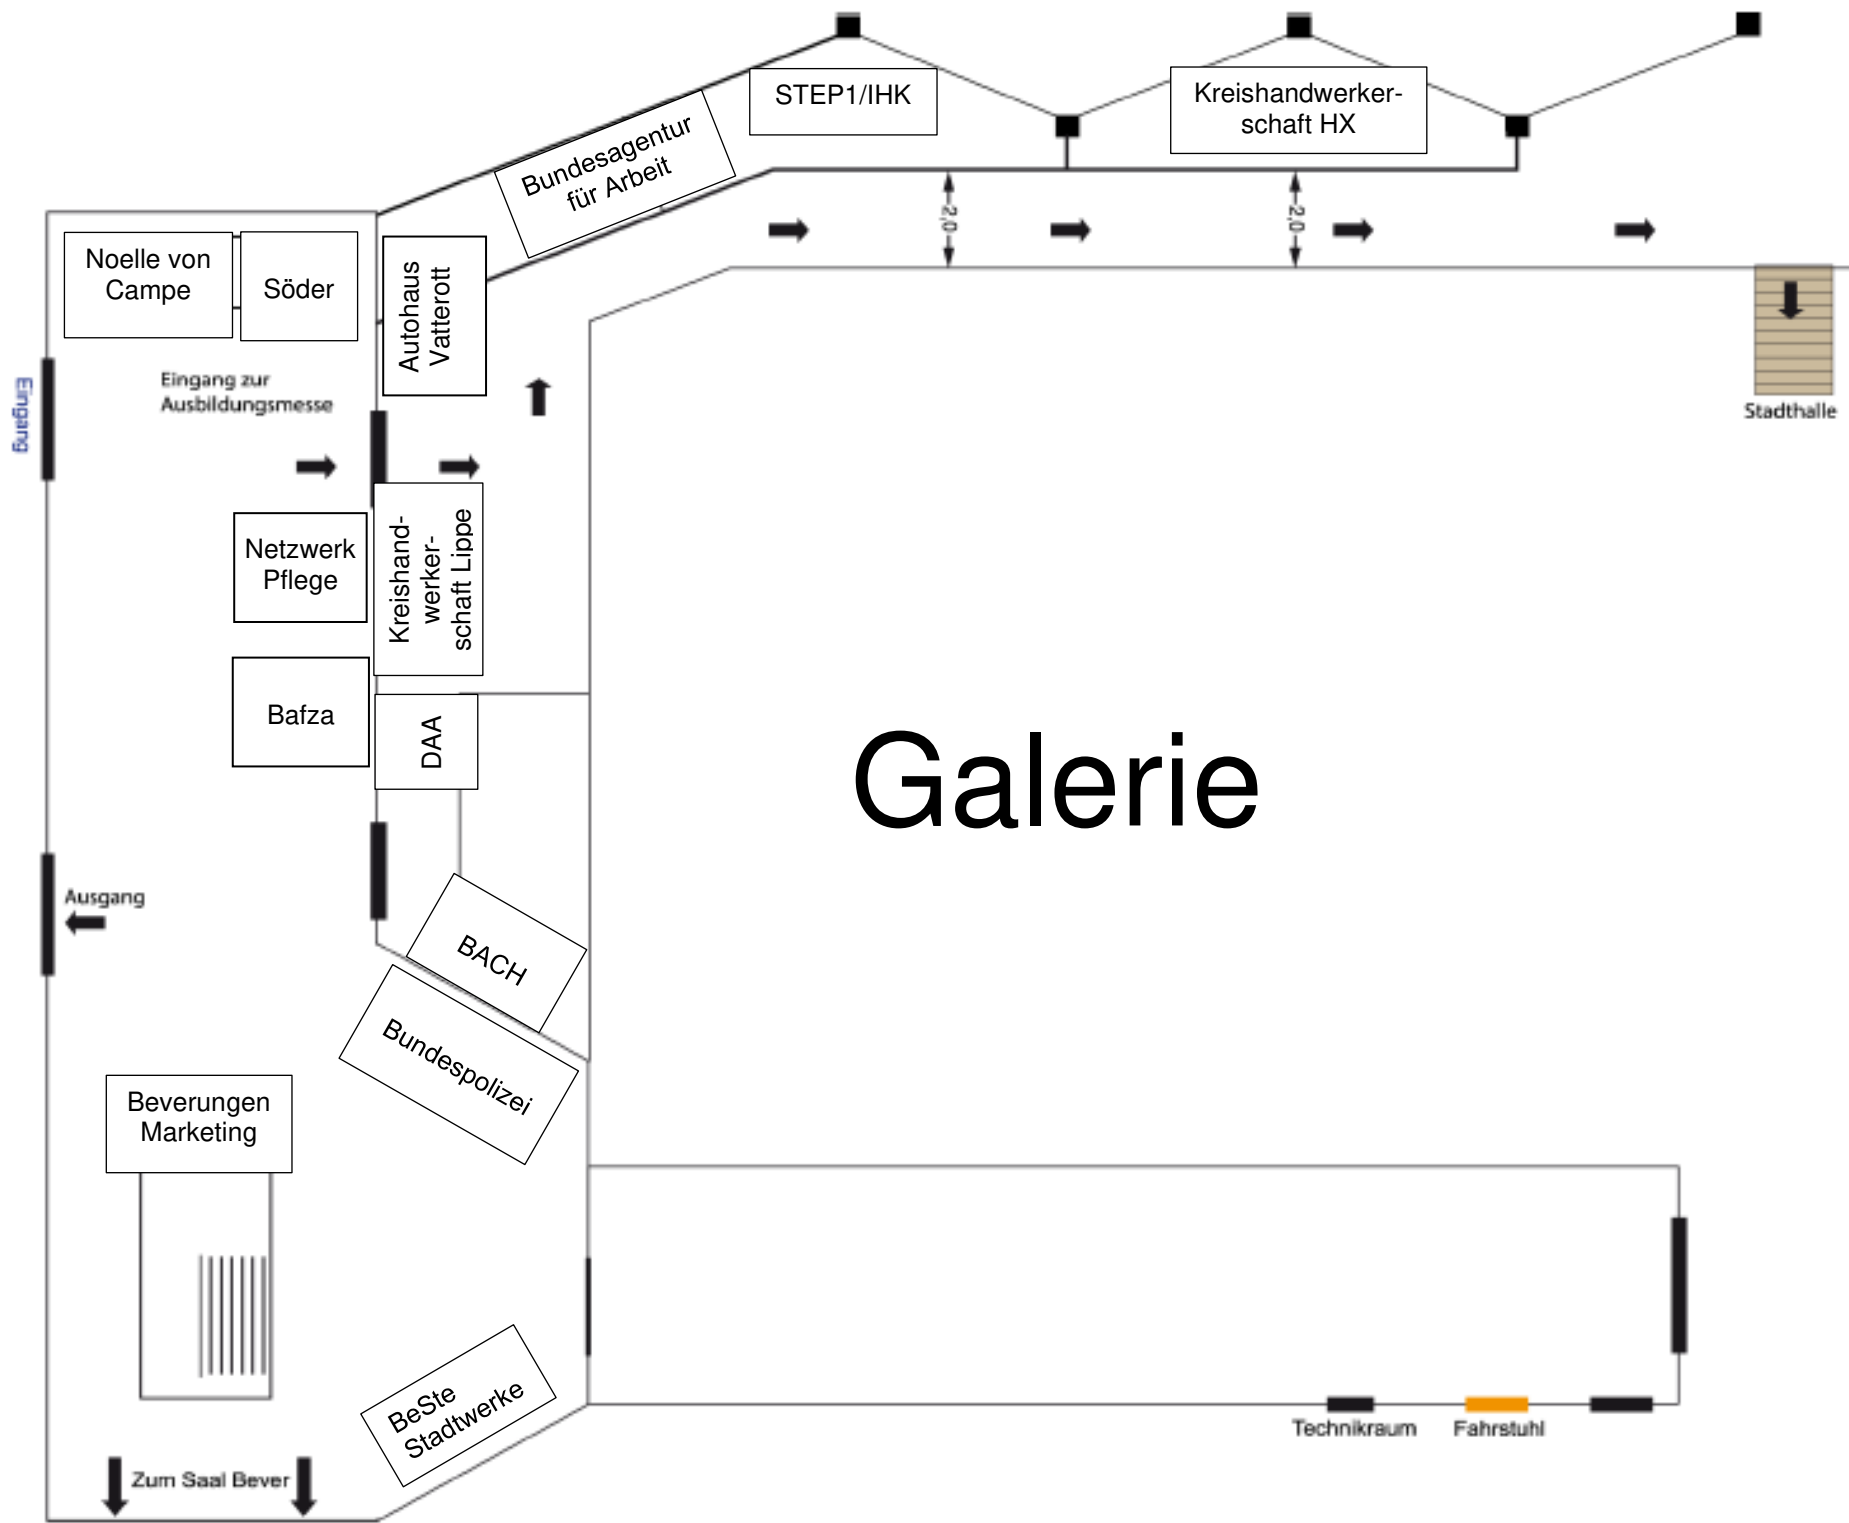 STEP1/IHK
Kreishandwerker-
schaft HX
Bundesagentur
für Arbeit
2,0
2,0
Noelle von
Campe
Söder
Autohaus
Vatterott
Eingang
Eingang zur
Ausbildungsmesse
Stadthalle
Netzwerk
Pflege
Kreishand-
werker-
schaft Lippe
Bafza
DAA
Galerie
Ausgang
BACH
Bundespolizei
Beverungen
Marketing
BeSte
Stadtwerke
Technikraum
Fahrstuhl
Zum Saal Bever